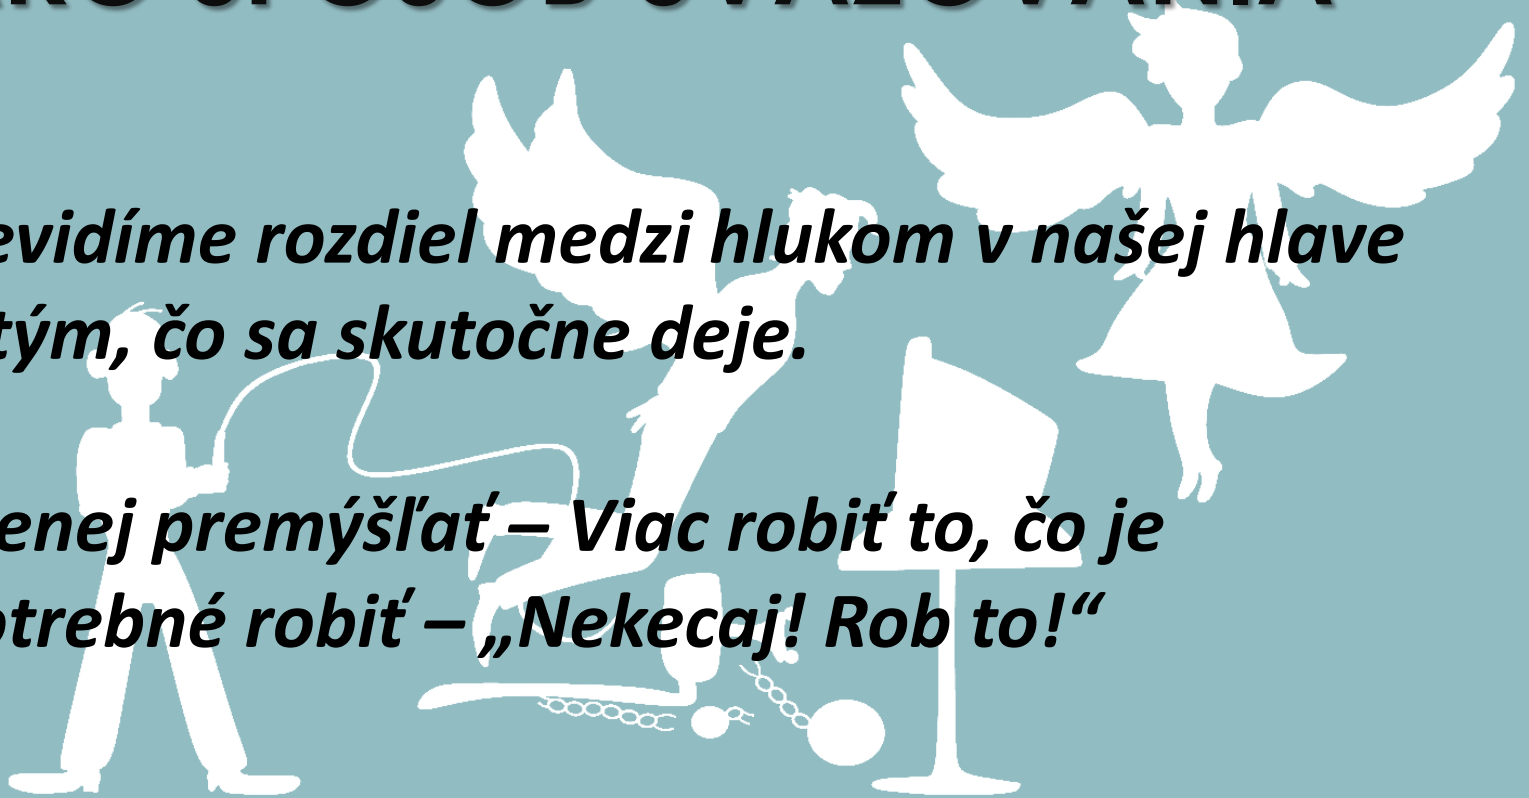 evidíme rozdiel medzi hlukom v našej hlave
tým, čo sa skutočne deje.
enej premýšľať – Viac robiť to, čo je
otrebné robiť – „Nekecaj! Rob to!“